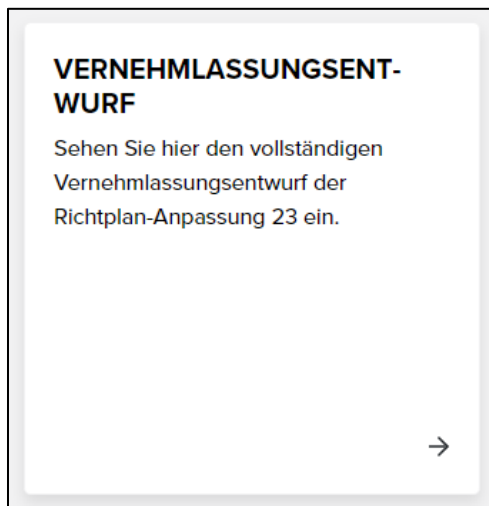 VERNEHMLASSUNGSENT-
WURF
Sehen Sie hier den vollständigen
Vernehmlassungsentwurf der
Richtplan-Anpassung 23 ein.